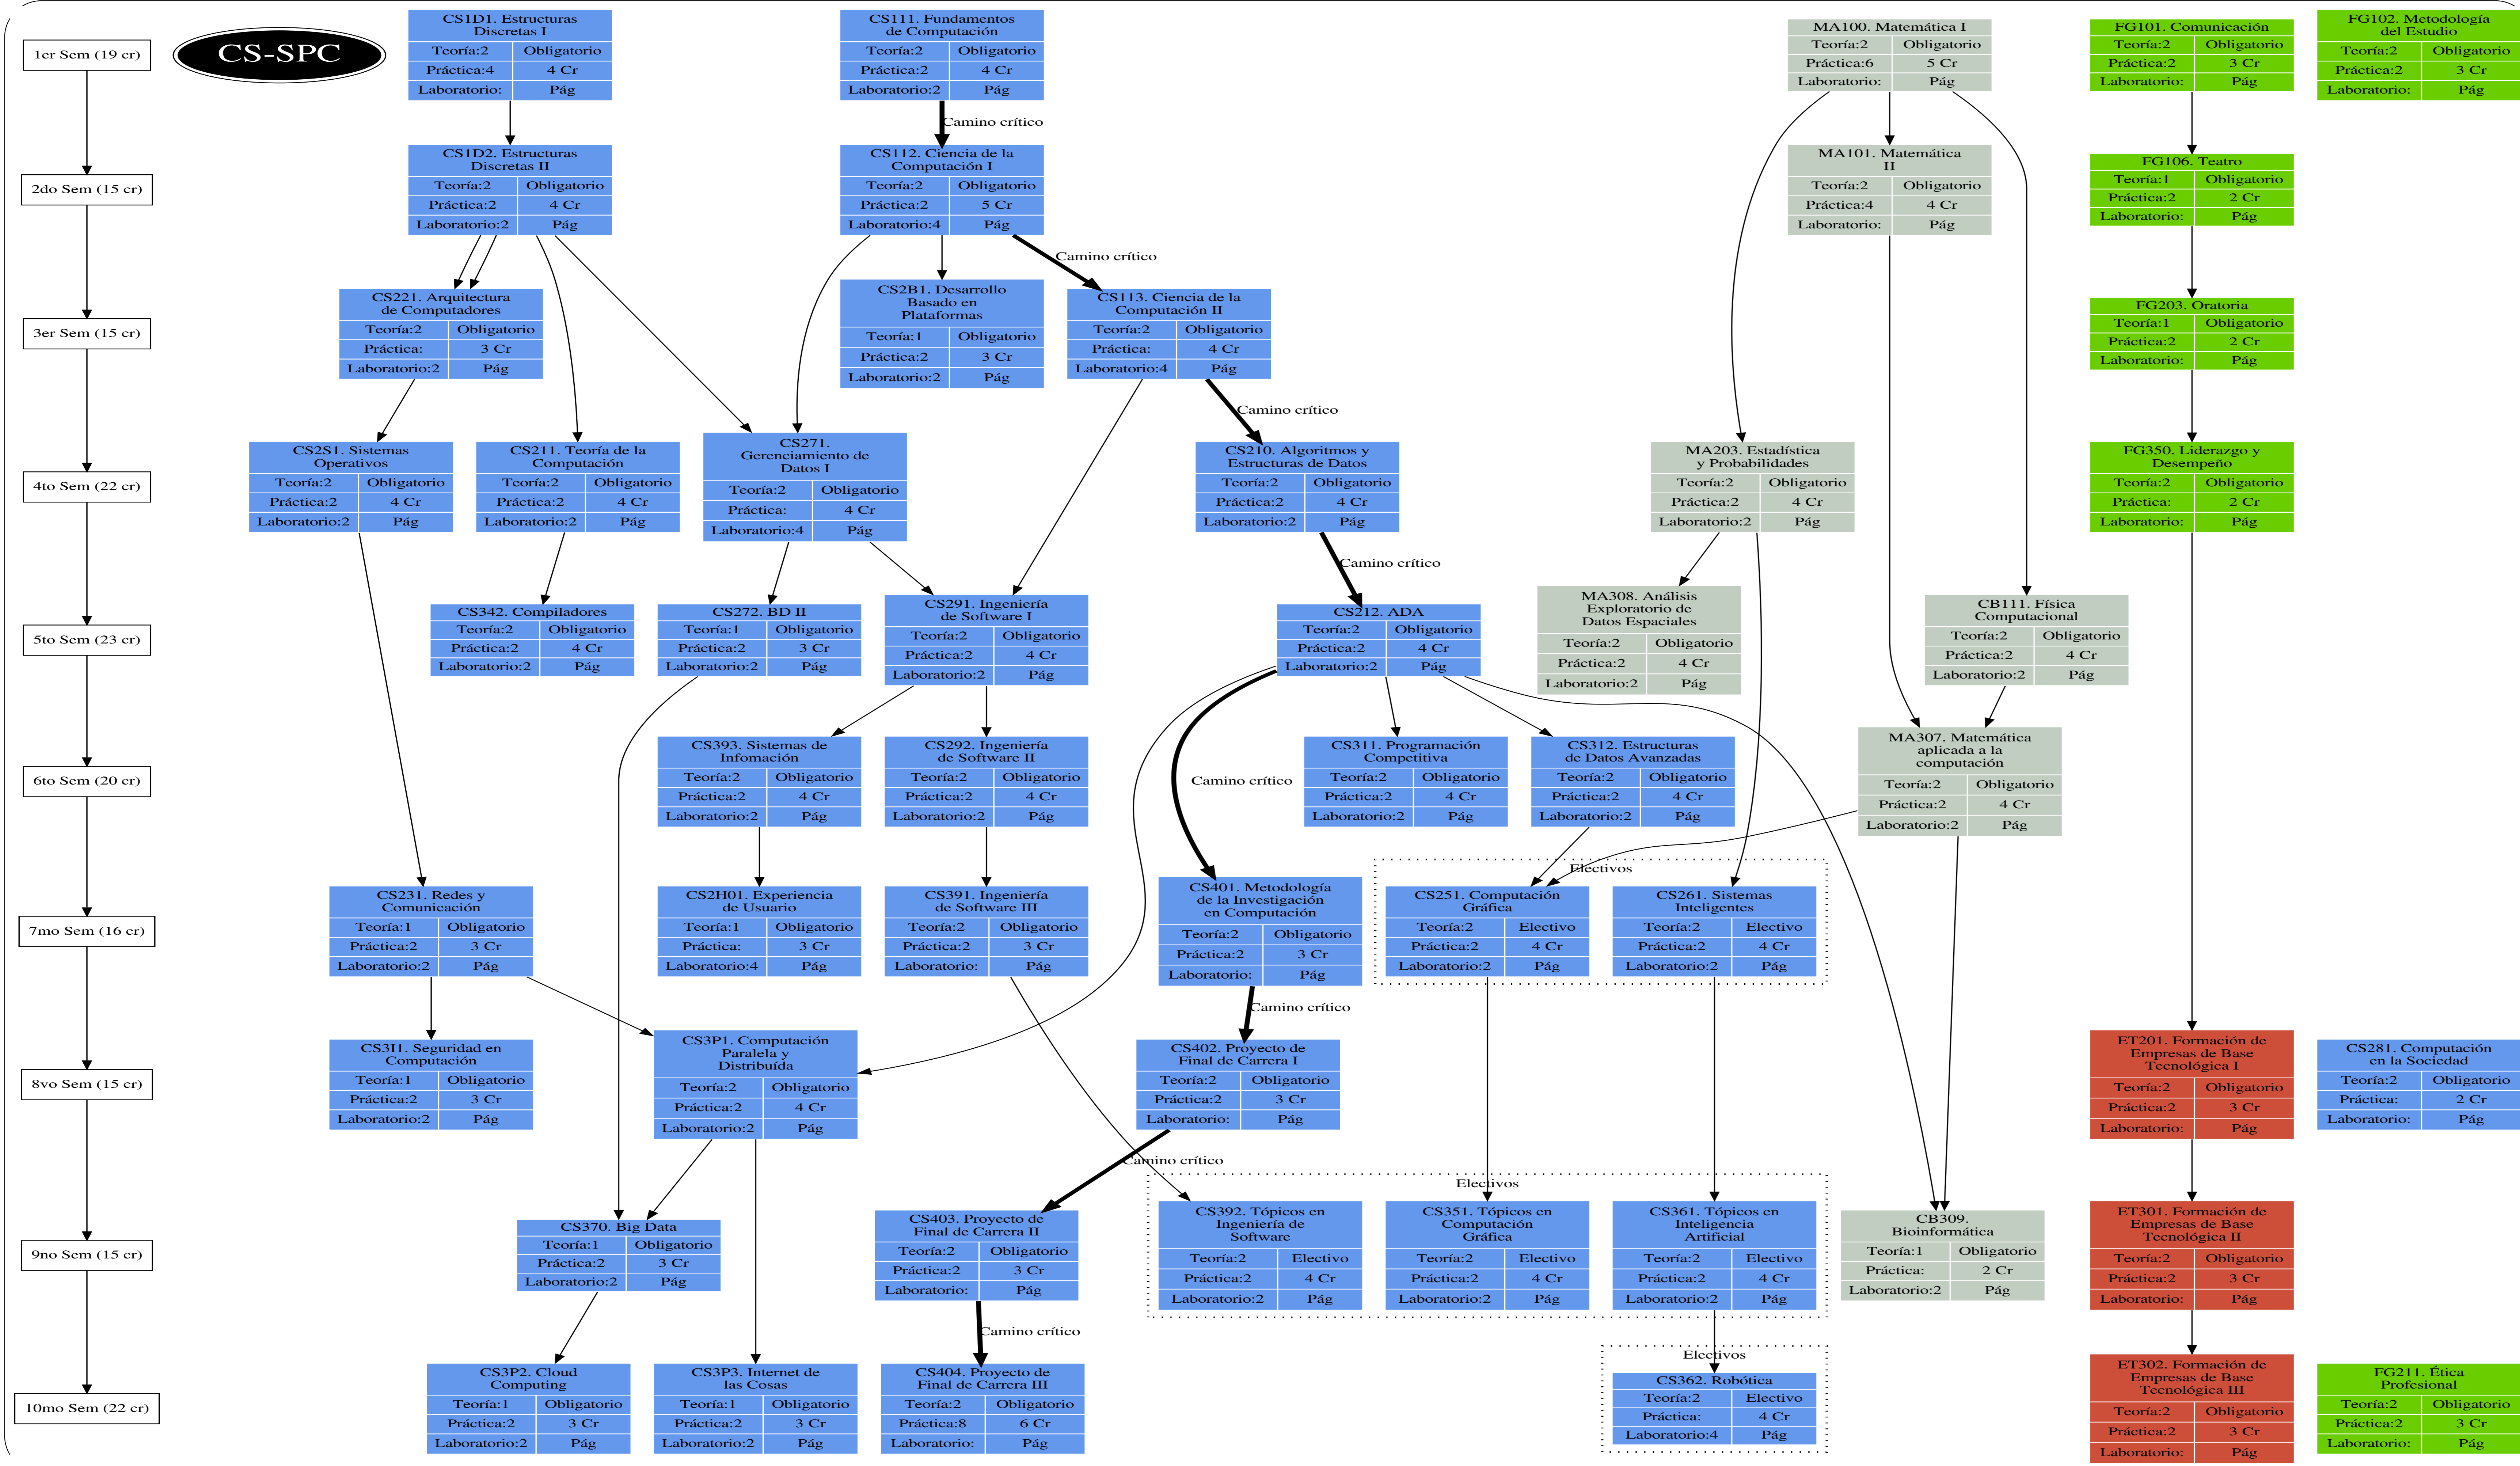 CS-SPC
1er Sem (19 cr)
CS1D1. Estructuras
Discretas I
Teoría:2 Obligatorio
Práctica:4 4 Cr
Laboratorio: Pág
CS111. Fundamentos
de Computación
Teoría:2 Obligatorio
Práctica:2 4 Cr
Laboratorio:2 Pág
MA100. Matemática I
Teoría:2 Obligatorio
Práctica:6 5 Cr
Laboratorio: Pág
FG101. Comunicación
Teoría:2 Obligatorio
Práctica:2 3 Cr
Laboratorio: Pág
FG102. Metodología
del Estudio
Teoría:2 Obligatorio
Práctica:2 3 Cr
Laboratorio: Pág
Camino crítico
2do Sem (15 cr)
CS1D2. Estructuras
Discretas II
Teoría:2 Obligatorio
Práctica:2 4 Cr
Laboratorio:2 Pág
CS112. Ciencia de la
Computación I
Teoría:2 Obligatorio
Práctica:2 5 Cr
Laboratorio:4 Pág
MA101. Matemática
II
Teoría:2 Obligatorio
Práctica:4 4 Cr
Laboratorio: Pág
FG106. Teatro
Teoría:1 Obligatorio
Práctica:2 2 Cr
Laboratorio: Pág
Camino crítico
3er Sem (15 cr)
CS221. Arquitectura
de Computadores
Teoría:2 Obligatorio
Práctica: 3 Cr
Laboratorio:2 Pág
CS2B1. Desarrollo
Basado en
Plataformas
Teoría:1 Obligatorio
Práctica:2 3 Cr
Laboratorio:2 Pág
CS113. Ciencia de la
Computación II
Teoría:2 Obligatorio
Práctica: 4 Cr
Laboratorio:4 Pág
FG203. Oratoria
Teoría:1 Obligatorio
Práctica:2 2 Cr
Laboratorio: Pág
Camino crítico
4to Sem (22 cr)
CS2S1. Sistemas
Operativos
Teoría:2 Obligatorio
Práctica:2 4 Cr
Laboratorio:2 Pág
CS211. Teoría de la
Computación
Teoría:2 Obligatorio
Práctica:2 4 Cr
Laboratorio:2 Pág
CS271.
Gerenciamiento de
Datos I
Teoría:2 Obligatorio
Práctica: 4 Cr
Laboratorio:4 Pág
CS210. Algoritmos y
Estructuras de Datos
Teoría:2 Obligatorio
Práctica:2 4 Cr
Laboratorio:2 Pág
MA203. Estadística
y Probabilidades
Teoría:2 Obligatorio
Práctica:2 4 Cr
Laboratorio:2 Pág
FG350. Liderazgo y
Desempeño
Teoría:2 Obligatorio
Práctica: 2 Cr
Laboratorio: Pág
Camino crítico
5to Sem (23 cr)
CS342. Compiladores
Teoría:2 Obligatorio
Práctica:2 4 Cr
Laboratorio:2 Pág
CS272. BD II
Teoría:1 Obligatorio
Práctica:2 3 Cr
Laboratorio:2 Pág
CS291. Ingeniería
de Software I
Teoría:2 Obligatorio
Práctica:2 4 Cr
Laboratorio:2 Pág
CS212. ADA
Teoría:2 Obligatorio
Práctica:2 4 Cr
Laboratorio:2 Pág
MA308. Análisis
Exploratorio de
Datos Espaciales
Teoría:2 Obligatorio
Práctica:2 4 Cr
Laboratorio:2 Pág
CB111. Física
Computacional
Teoría:2 Obligatorio
Práctica:2 4 Cr
Laboratorio:2 Pág
6to Sem (20 cr)
CS393. Sistemas de
Infomación
Teoría:2 Obligatorio
Práctica:2 4 Cr
Laboratorio:2 Pág
CS292. Ingeniería
de Software II
Teoría:2 Obligatorio
Práctica:2 4 Cr
Laboratorio:2 Pág
Camino crítico
CS311. Programación
Competitiva
Teoría:2 Obligatorio
Práctica:2 4 Cr
Laboratorio:2 Pág
CS312. Estructuras
de Datos Avanzadas
Teoría:2 Obligatorio
Práctica:2 4 Cr
Laboratorio:2 Pág
MA307. Matemática
aplicada a la
computación
Teoría:2 Obligatorio
Práctica:2 4 Cr
Laboratorio:2 Pág
7mo Sem (16 cr)
CS231. Redes y
Comunicación
Teoría:1 Obligatorio
Práctica:2 3 Cr
Laboratorio:2 Pág
CS2H01. Experiencia
de Usuario
Teoría:1 Obligatorio
Práctica: 3 Cr
Laboratorio:4 Pág
CS391. Ingeniería
de Software III
Teoría:2 Obligatorio
Práctica:2 3 Cr
Laboratorio: Pág
CS401. Metodología
de la Investigación
en Computación
Teoría:2 Obligatorio
Práctica:2 3 Cr
Laboratorio: Pág
Electivos
CS251. Computación
Gráfica
Teoría:2 Electivo
Práctica:2 4 Cr
Laboratorio:2 Pág
CS261. Sistemas
Inteligentes
Teoría:2 Electivo
Práctica:2 4 Cr
Laboratorio:2 Pág
Camino crítico
8vo Sem (15 cr)
CS3I1. Seguridad en
Computación
Teoría:1 Obligatorio
Práctica:2 3 Cr
Laboratorio:2 Pág
CS3P1. Computación
Paralela y
Distribuída
Teoría:2 Obligatorio
Práctica:2 4 Cr
Laboratorio:2 Pág
CS402. Proyecto de
Final de Carrera I
Teoría:2 Obligatorio
Práctica:2 3 Cr
Laboratorio: Pág
ET201. Formación de
Empresas de Base
Tecnológica I
Teoría:2 Obligatorio
Práctica:2 3 Cr
Laboratorio: Pág
CS281. Computación
en la Sociedad
Teoría:2 Obligatorio
Práctica: 2 Cr
Laboratorio: Pág
Camino crítico
9no Sem (15 cr)
CS370. Big Data
Teoría:1 Obligatorio
Práctica:2 3 Cr
Laboratorio:2 Pág
CS403. Proyecto de
Final de Carrera II
Teoría:2 Obligatorio
Práctica:2 3 Cr
Laboratorio: Pág
Electivos
CS392. Tópicos en
Ingeniería de
Software
Teoría:2 Electivo
Práctica:2 4 Cr
Laboratorio:2 Pág
CS351. Tópicos en
Computación
Gráfica
Teoría:2 Electivo
Práctica:2 4 Cr
Laboratorio:2 Pág
CS361. Tópicos en
Inteligencia
Artificial
Teoría:2 Electivo
Práctica:2 4 Cr
Laboratorio:2 Pág
CB309.
Bioinformática
Teoría:1 Obligatorio
Práctica: 2 Cr
Laboratorio:2 Pág
ET301. Formación de
Empresas de Base
Tecnológica II
Teoría:2 Obligatorio
Práctica:2 3 Cr
Laboratorio: Pág
Camino crítico
10mo Sem (22 cr)
CS3P2. Cloud
Computing
Teoría:1 Obligatorio
Práctica:2 3 Cr
Laboratorio:2 Pág
CS3P3. Internet de
las Cosas
Teoría:1 Obligatorio
Práctica:2 3 Cr
Laboratorio:2 Pág
CS404. Proyecto de
Final de Carrera III
Teoría:2 Obligatorio
Práctica:8 6 Cr
Laboratorio: Pág
Electivos
CS362. Robótica
Teoría:2 Electivo
Práctica: 4 Cr
Laboratorio:4 Pág
ET302. Formación de
Empresas de Base
Tecnológica III
Teoría:2 Obligatorio
Práctica:2 3 Cr
Laboratorio: Pág
FG211. Ética
Profesional
Teoría:2 Obligatorio
Práctica:2 3 Cr
Laboratorio: Pág